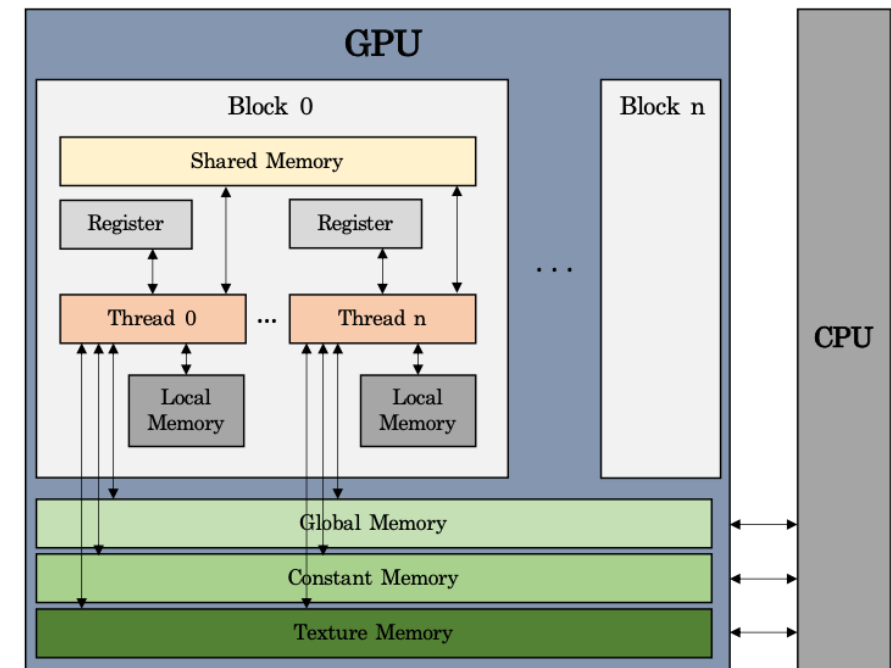 GPU
Block 0
Block n
Shared Memory
Register
Register
. . .
Thread 0
...
Thread n
CPU
Local
Memory
Local
Memory
Global Memory
Constant Memory
Texture Memory